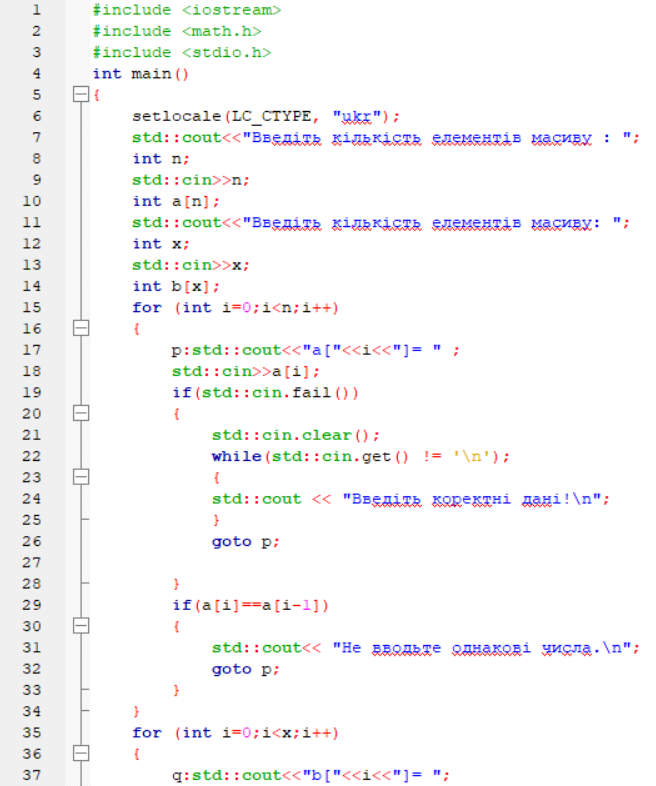 1 #include <iostream>
2 #include <math.h>
3 #include <stdio.h>
4 int main()
5 {
6 setlocale(LC_CTYPE, "ukr");
7 std::cout<<"Введіть кількість елементів масиву : ";
8 int n;
9 std::cin>>n;
10 int a[n];
11 std::cout<<"Введіть кількість елементів масиву: ";
12 int x;
13 std::cin>>x;
14 int b[x];
15 for (int i=0;i<n;i++)
16 {
17 p:std::cout<<"a["<<i<<"]= " ;
18 std::cin>>a[i];
19 if(std::cin.fail())
20 {
21 std::cin.clear();
22 while(std::cin.get() != '\n');
23 {
24 std::cout << "Введіть коректні дані!\n";
25 }
26 goto p;
27
28 }
29 if(a[i]==a[i-1])
30 {
31 std::cout<< "Не вводьте однакові числа.\n";
32 goto p;
33 }
34 }
35 for (int i=0;i<x;i++)
36 {
37 q:std::cout<<"b["<<i<<"]= ";